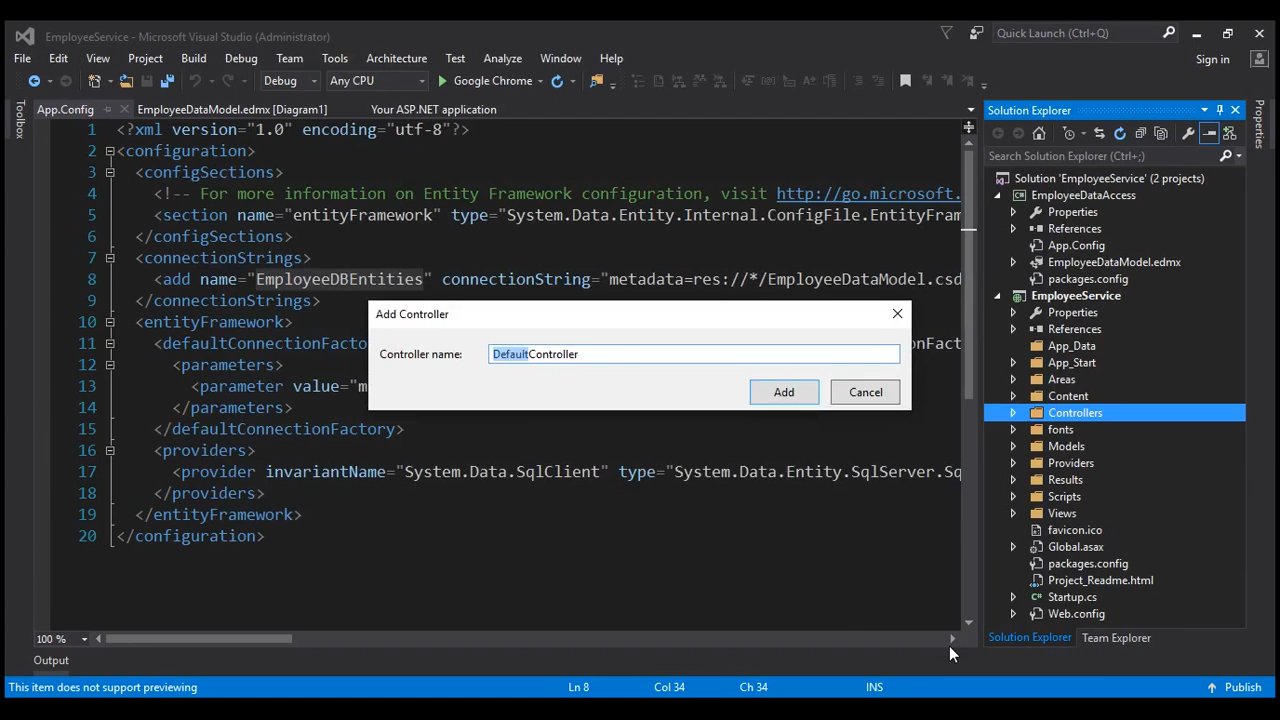 EmployeeService - Microsoft Visual Studio (Administrator)
Quick Launch (Ctrl+Q)
File Edit View Project Build Debug Team Tools Architecture Test Analyze Window Help
Sign in
Debug Any CPU Google Chrome
App.Config EmployeeDataModel.edmx [Diagram1] Your ASP.NET application
Toolbox
1 <?xml version="1.0" encoding="utf-8"?>
2 <configuration>
3 <configSections>
4 <!-- For more information on Entity Framework configuration, visit http://go.microsoft.
5 <section name="entityFramework" type="System.Data.Entity.Internal.ConfigFile.EntityFram
6 </configSections>
7 <connectionStrings>
8 <add name="EmployeeDBEntities" connectionString="metadata=res://*/EmployeeDataModel.csd
9 </connectionStrings>
10 <entityFramework>
11 <defaultConnectionFacto
12 <parameters>
13 <parameter value="m
14 </parameters>
15 </defaultConnectionFactory>
16 <providers>
17 <provider invariantName="System.Data.SqlClient" type="System.Data.Entity.SqlServer.Sq
18 </providers>
19 </entityFramework>
20 </configuration>
Add Controller
Controller name: DefaultController
Add Cancel
100 %
Output
Solution Explorer
Search Solution Explorer (Ctrl+;)
Solution 'EmployeeService' (2 projects)
EmployeeDataAccess
Properties
References
App.Config
EmployeeDataModel.edmx
packages.config
EmployeeService
Properties
References
App_Data
App_Start
Areas
Content
Controllers
fonts
Models
Providers
Results
Scripts
Views
favicon.ico
Global.asax
packages.config
Project_Readme.html
Startup.cs
Web.config
Solution Explorer Team Explorer
Properties
This item does not support previewing Ln 8 Col 34 Ch 34 INS Publish